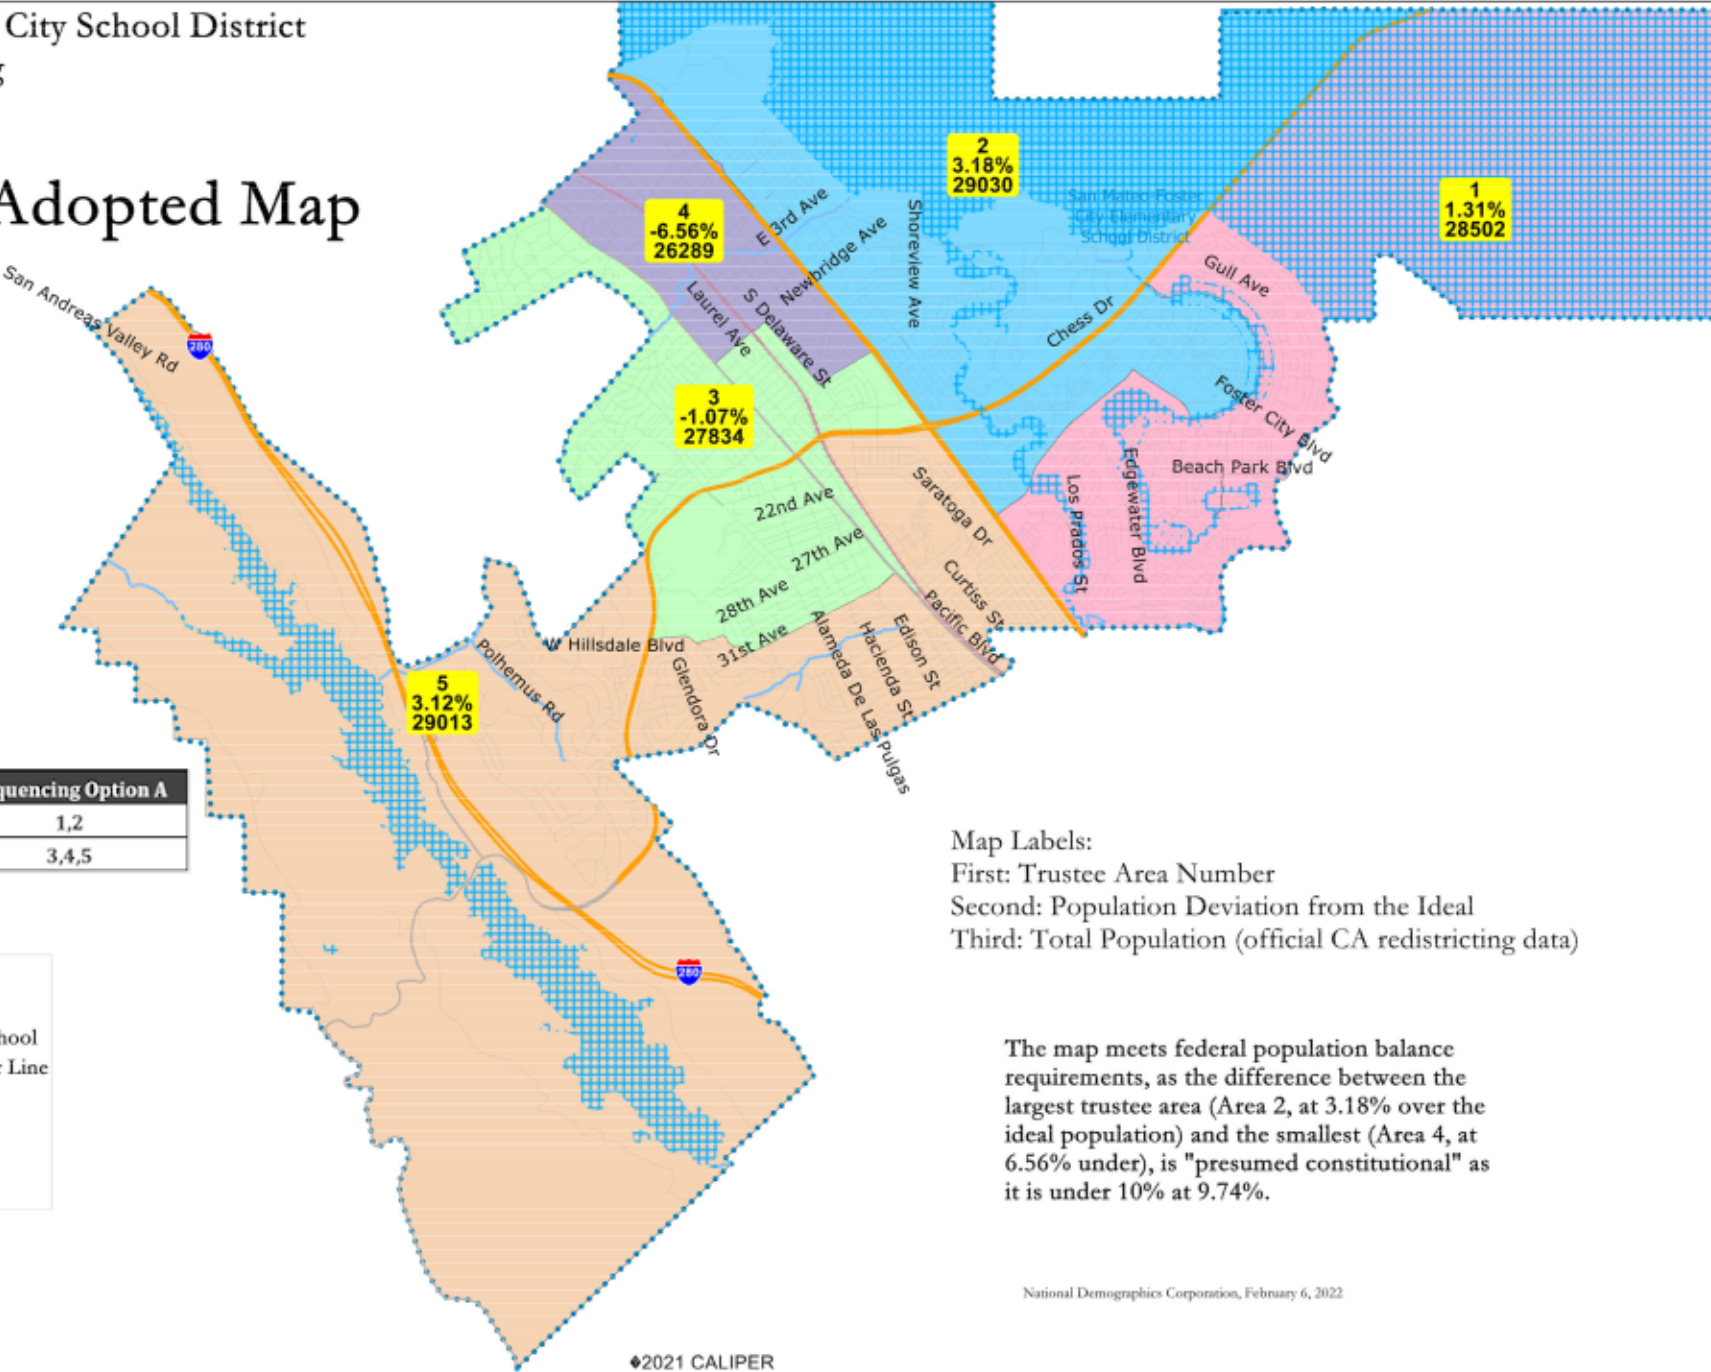 City School District
g
Adopted Map
2
3.18%
29030
1
1.31%
28502
4
-6.56%
26289
3
-1.07%
27834
5
3.12%
29013
San Mateo-Foster
City Elementary
School District
San Andreas Valley Rd
280
E 3rd Ave
Newbridge Ave
Shoreview Ave
Laurel Ave
S Delaware St
Chess Dr
Gull Ave
Foster City Blvd
Beach Park Blvd
Edgewater Blvd
Los Prados St
Saratoga Dr
22nd Ave
27th Ave
28th Ave
31st Ave
Curtiss St
Pacific Blvd
Edison St
Hacienda St
Alameda De Las Pulgas
W Hillsdale Blvd
Glendora Dr
Polhemus Rd
280
quencing Option A
1,2
3,4,5
hool
r Line
Map Labels:
First: Trustee Area Number
Second: Population Deviation from the Ideal
Third: Total Population (official CA redistricting data)
The map meets federal population balance
requirements, as the difference between the
largest trustee area (Area 2, at 3.18% over the
ideal population) and the smallest (Area 4, at
6.56% under), is "presumed constitutional" as
it is under 10% at 9.74%.
National Demographics Corporation, February 6, 2022
�2021 CALIPER